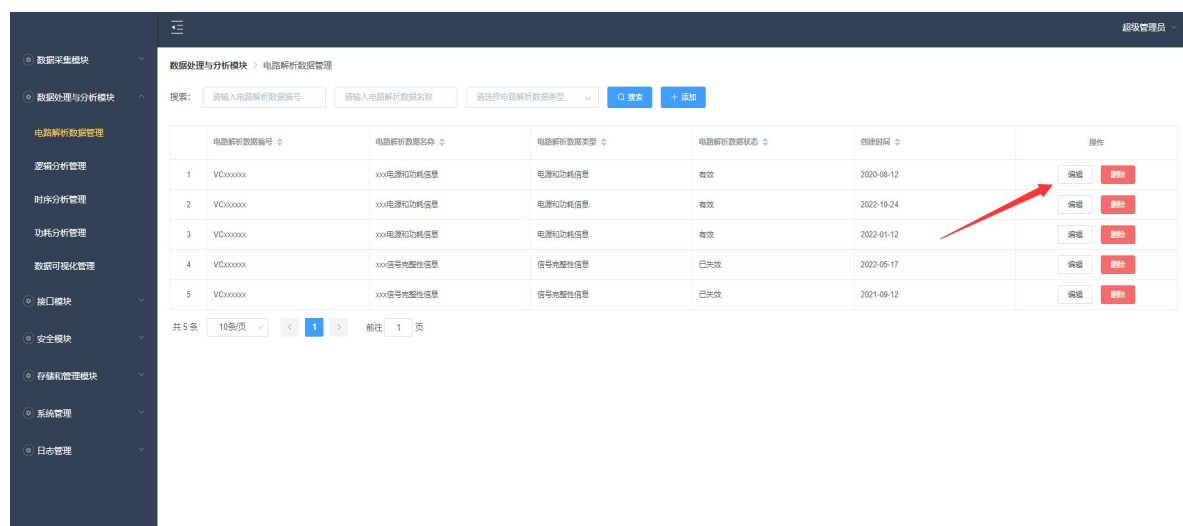 超级管理员
数据采集模块
数据处理与分析模块
电路解析数据管理
逻辑分析管理
时序分析管理
功耗分析管理
数据可视化管理
接口模块
安全模块
存储和管理模块
系统管理
日志管理
数据处理与分析模块 > 电路解析数据管理
搜索: 请输入电路解析数据编号 请输入电路解析数据名称 请选择电路解析数据类型 搜索 + 添加
电路解析数据编号 电路解析数据名称 电路解析数据类型 电路解析数据状态 创建时间 操作
1 VCxxxxxx xxx电源和功耗信息 电源和功耗信息 有效 2020-08-12 编辑 删除
2 VCxxxxxx xxx电源和功耗信息 电源和功耗信息 有效 2022-10-24 编辑 删除
3 VCxxxxxx xxx电源和功耗信息 电源和功耗信息 有效 2022-01-12 编辑 删除
4 VCxxxxxx xxx信号完整性信息 信号完整性信息 已失效 2022-05-17 编辑 删除
5 VCxxxxxx xxx信号完整性信息 信号完整性信息 已失效 2021-09-12 编辑 删除
共 5 条 10条/页 < 1 > 前往 1 页